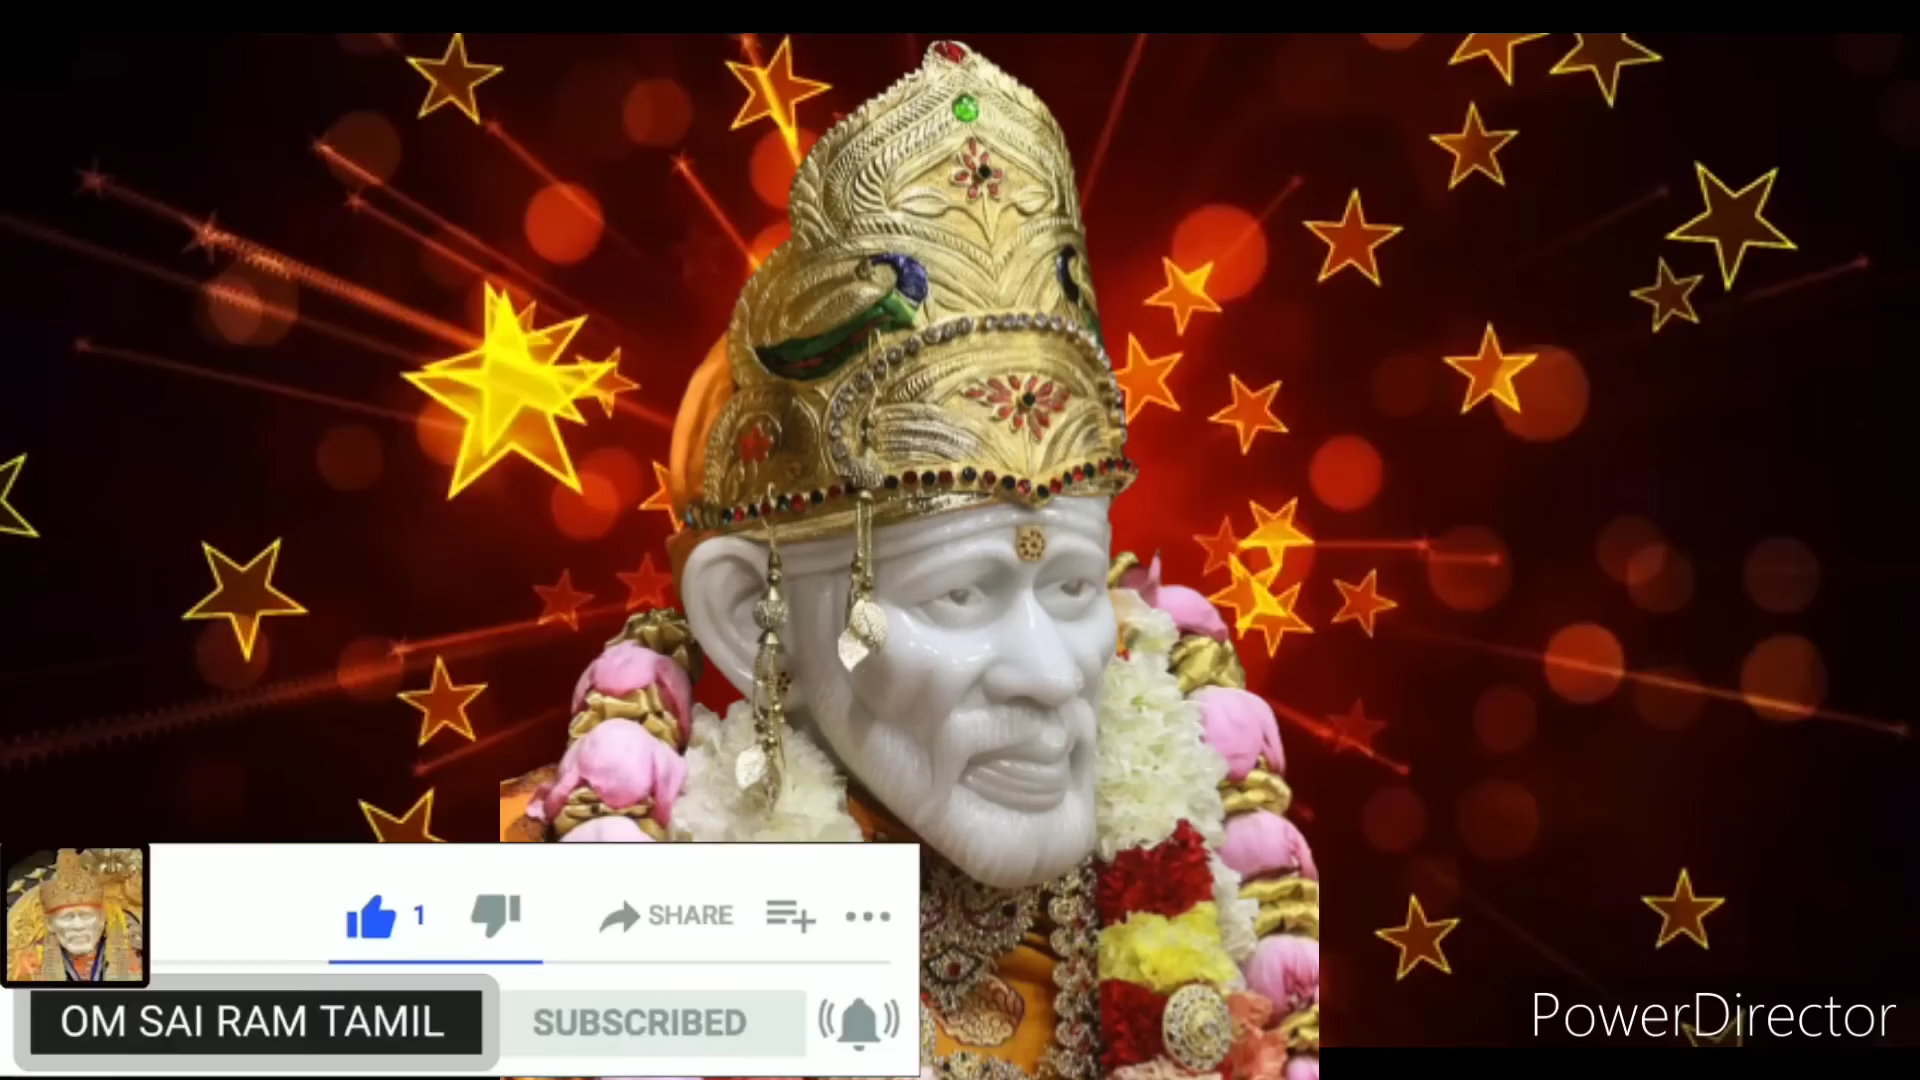 1
SHARE
OM SAI RAM TAMIL
SUBSCRIBED
PowerDirector